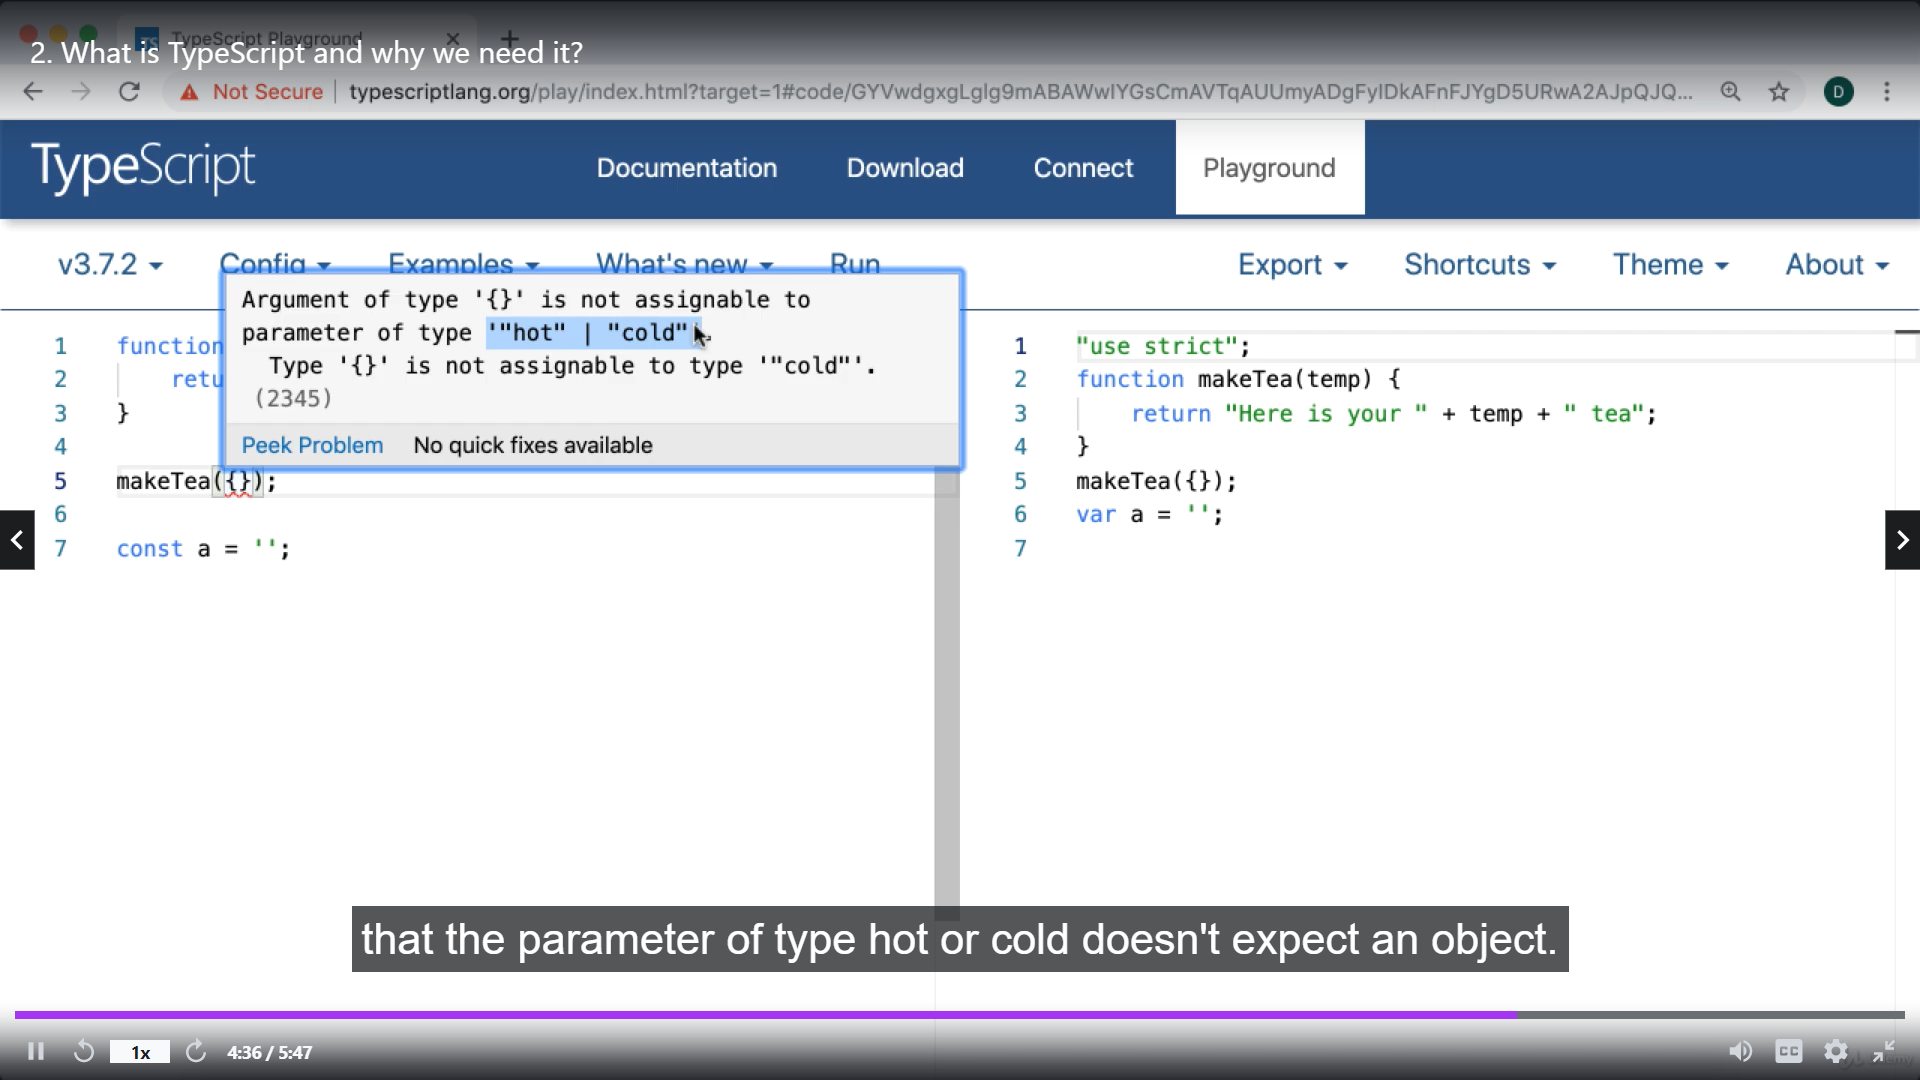 TypeScript Playground
2. What is TypeScript and why we need it?
Not Secure typescriptlang.org/play/index.html?target=1#code/GYVwdgxgLglg9mABAWwIYGsCmAVTqAUUmyADgFyIDkAFnFJYgD5URwA2AJpQJQ... D
TypeScript Documentation Download Connect Playground
v3.7.2 Config Examples What's new Run Export Shortcuts Theme About
Argument of type '{}' is not assignable to
parameter of type '"hot" | "cold"'.
Type '{}' is not assignable to type '"cold"'.
(2345)
Peek Problem No quick fixes available
1 function
2 retu
3 }
4
5 makeTea({});
6
7 const a = '';
1 "use strict";
2 function makeTea(temp) {
3 return "Here is your " + temp + " tea";
4 }
5 makeTea({});
6 var a = '';
7
that the parameter of type hot or cold doesn't expect an object.
1x 4:36 / 5:47 CC